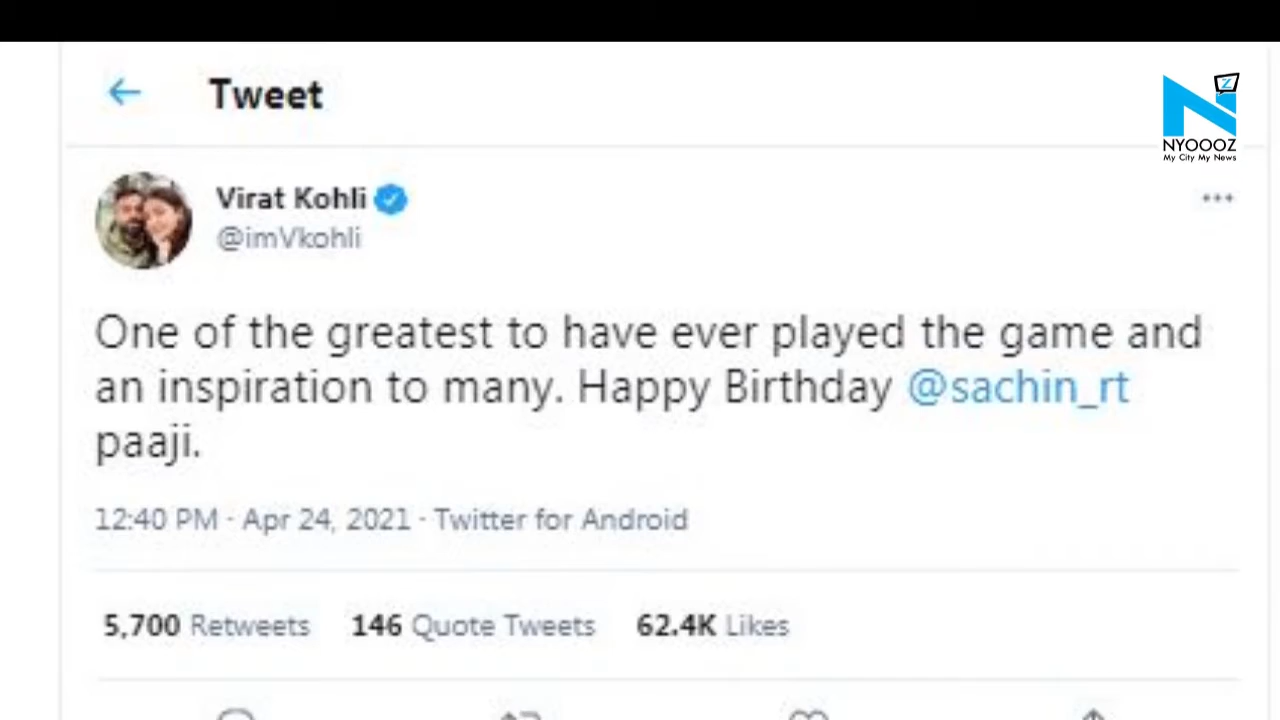 Tweet
NYOOOZ
My City My News
Virat Kohli
@imVkohli
One of the greatest to have ever played the game and
an inspiration to many. Happy Birthday @sachin_rt
paaji.
12:40 PM · Apr 24, 2021 · Twitter for Android
5,700 Retweets 146 Quote Tweets 62.4K Likes